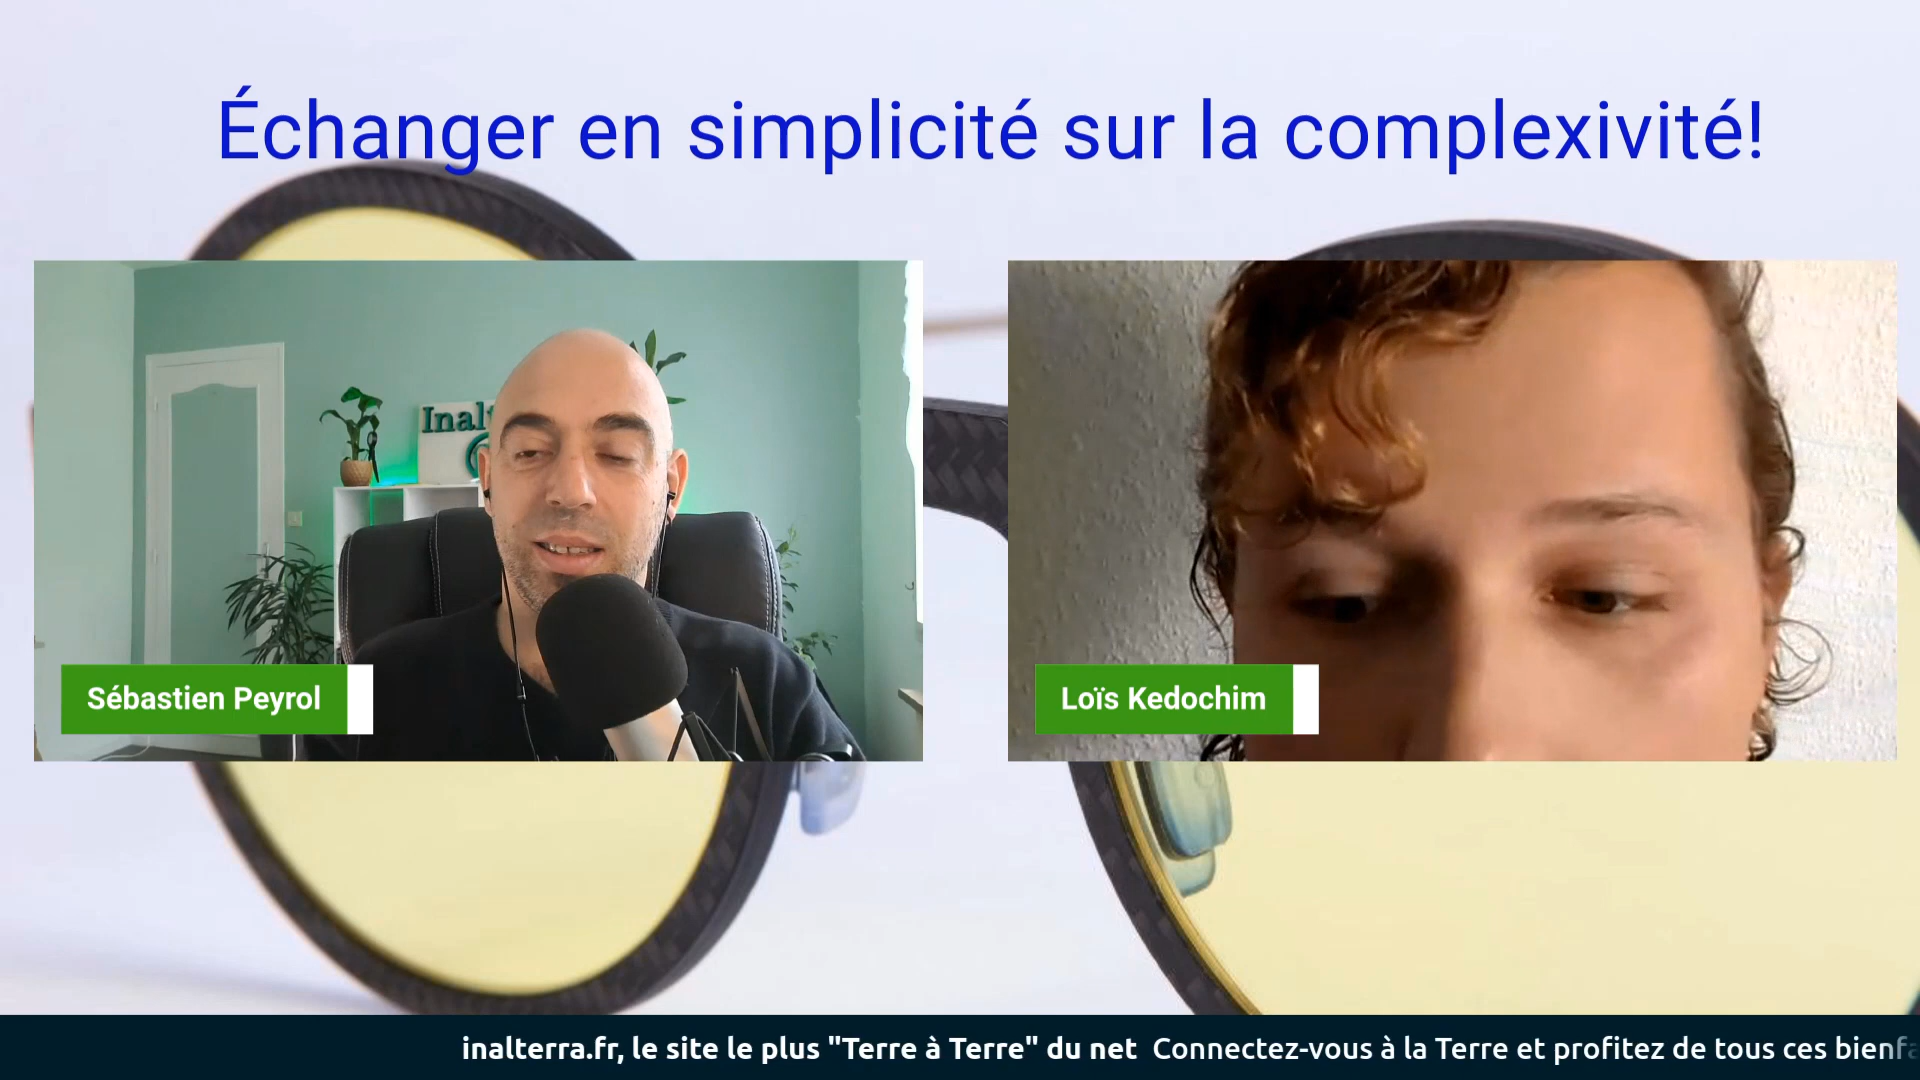 Échanger en simplicité sur la complexivité!
Inal
Sébastien Peyrol
Loïs Kedochim
inalterra.fr, le site le plus "Terre à Terre" du net Connectez-vous à la Terre et profitez de tous ces